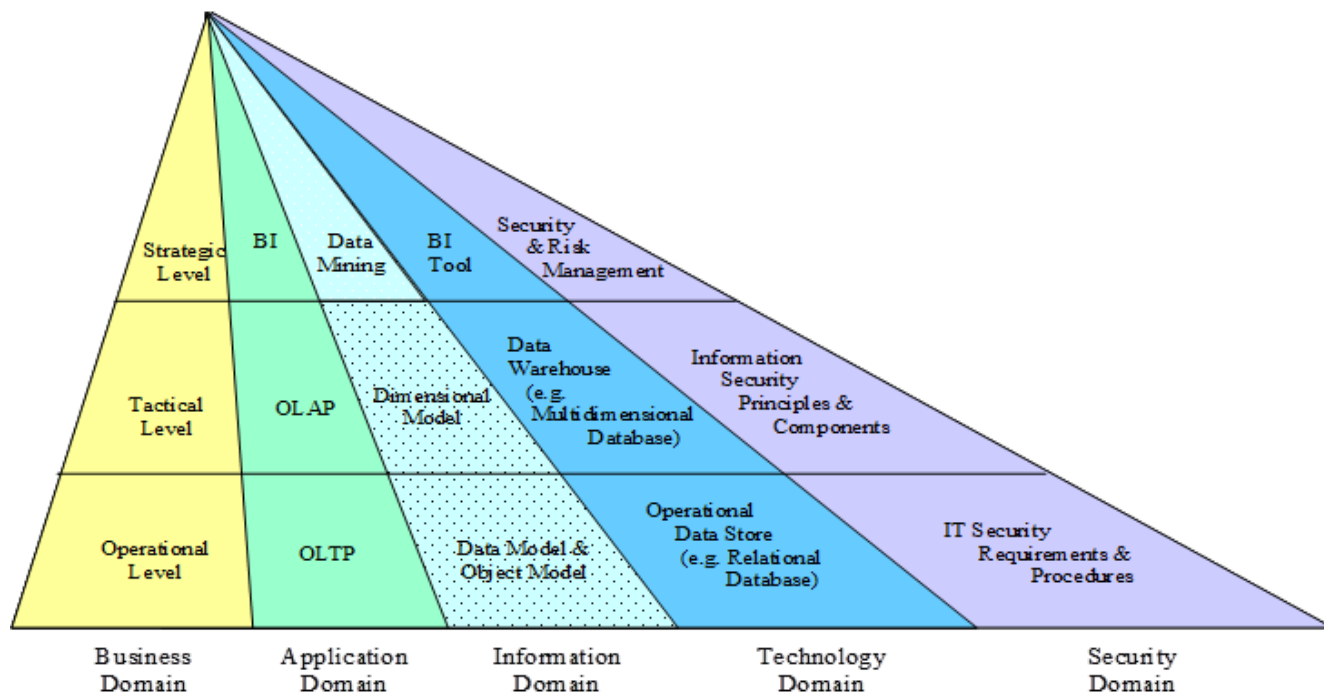 Strategic
Level
BI
Data
Mining
BI
Tool
Security
& Risk
Management
Tactical
Level
OLAP
Dimensional
Model
Data
Warehouse
(e.g.
Multidimensional
Database)
Information
Security
Principles &
Components
Operational
Level
OLTP
Data Model &
Object Model
Operational
Data Store
(e.g. Relational
Database)
IT Security
Requirements &
Procedures
Business
Domain
Application
Domain
Information
Domain
Technology
Domain
Security
Domain